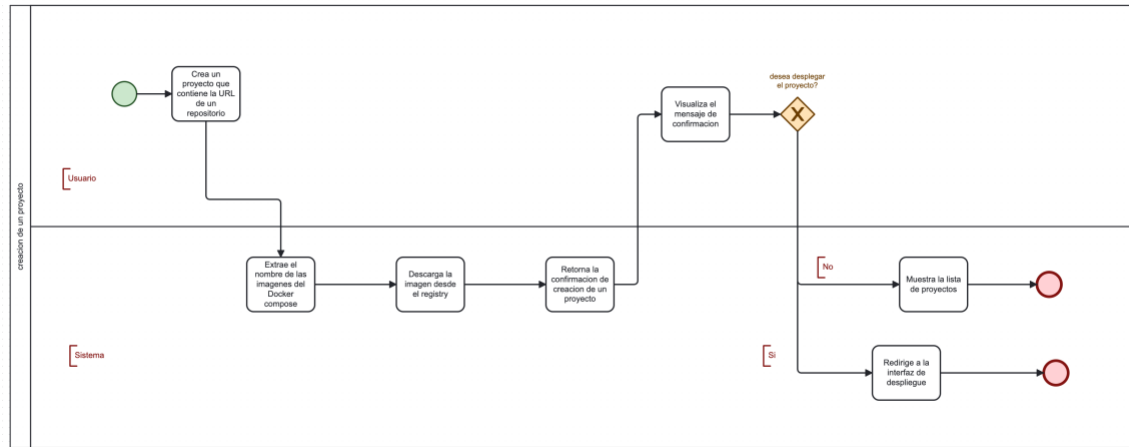 creacion de un proyecto
Crea un
proyecto que
contiene la URL
de un
repositorio
Visualiza el
mensaje de
confirmacion
desea desplegar
el proyecto?
X
Usuario
Extrae el
nombre de las
imagenes del
Docker
compose
Descarga la
imagen desde
el registry
Retorna la
confirmacion de
creacion de un
proyecto
No
Muestra la lista
de proyectos
Sistema
Si
Redirige a la
interfaz de
despliegue